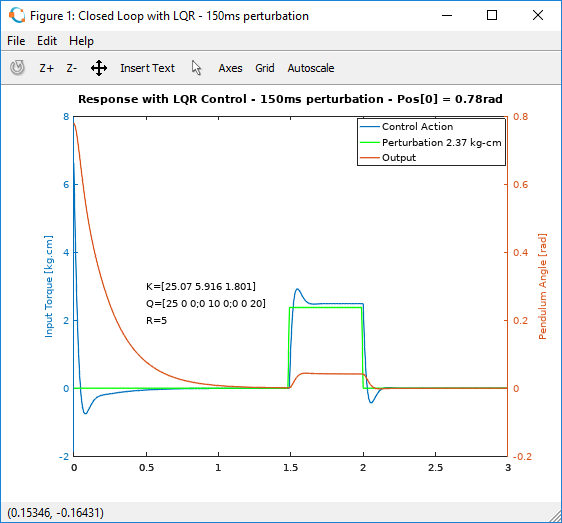 Figure 1: Closed Loop with LQR - 150ms perturbation
File Edit Help
Z+ Z- Insert Text Axes Grid Autoscale
Response with LQR Control - 150ms perturbation - Pos[0] = 0.78rad
Control Action
Perturbation 2.37 kg-cm
Output
Input Torque [kg.cm]
8
6
4
2
0
-2
K=[25.07 5.916 1.801]
Q=[25 0 0;0 10 0;0 0 20]
R=5
0.8
0.6
0.4
0.2
0
-0.2
Pendulum Angle [rad]
0 0.5 1 1.5 2 2.5 3
(0.15346, -0.16431)